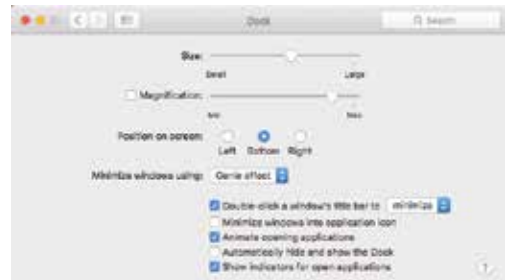 Dock
Search
Size:
Small Large
Magnification:
Min Max
Position on screen:
Left Bottom Right
Minimize windows using: Genie effect
Double-click a window's title bar to minimize
Minimize windows into application icon
Animate opening applications
Automatically hide and show the Dock
Show indicators for open applications
?